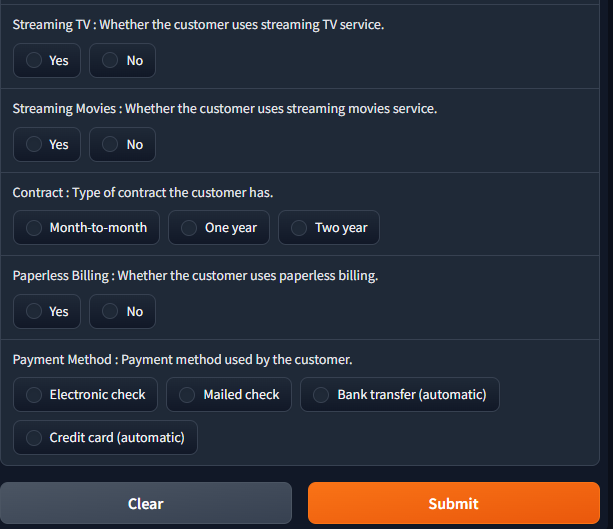 Streaming TV : Whether the customer uses streaming TV service.
Yes No
Streaming Movies : Whether the customer uses streaming movies service.
Yes No
Contract : Type of contract the customer has.
Month-to-month One year Two year
Paperless Billing : Whether the customer uses paperless billing.
Yes No
Payment Method : Payment method used by the customer.
Electronic check Mailed check Bank transfer (automatic)
Credit card (automatic)
Clear Submit